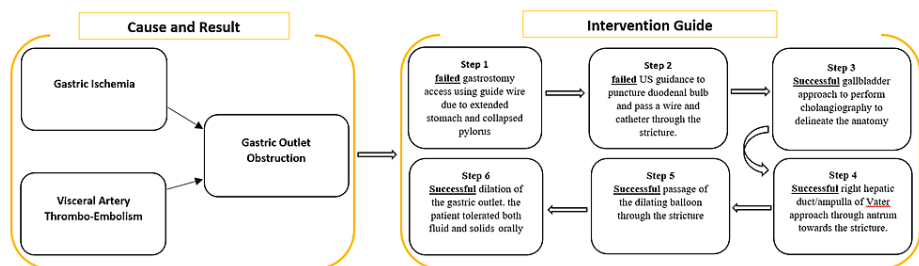 Cause and Result
Gastric Ischemia
Visceral Artery
Thrombo-Embolism
Gastric Outlet
Obstruction
Intervention Guide
Step 1
failed gastrostomy
access using guide wire
due to extended
stomach and collapsed
pylorus
Step 2
failed US guidance to
puncture duodenal bulb
and pass a wire and
catheter through the
stricture.
Step 3
Successful gallbladder
approach to perform
cholangiography to
delineate the anatomy
Step 4
Successful right hepatic
duct/ampulla of Vater
approach through antrum
towards the stricture.
Step 5
Successful passage of
the dilating balloon
through the stricture
Step 6
Successful dilation of
the gastric outlet. the
patient tolerated both
fluid and solids orally